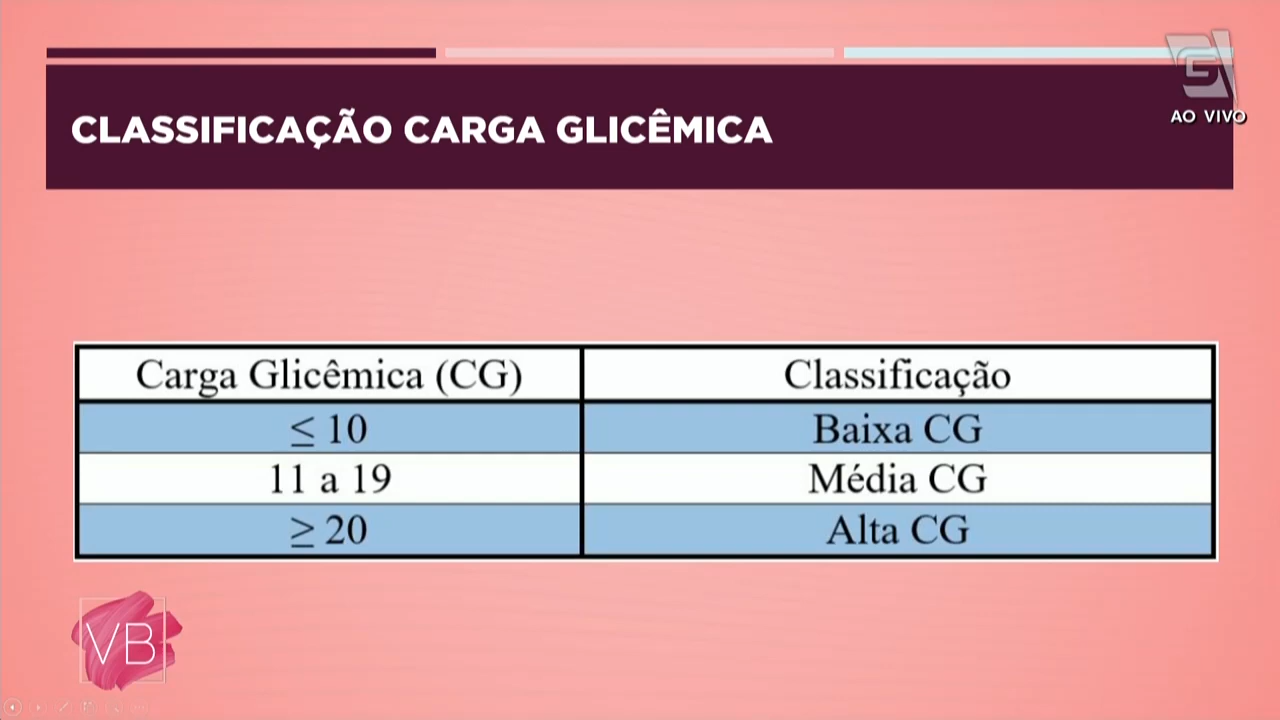 AO VIVO
CLASSIFICAÇÃO CARGA GLICÊMICA
Carga Glicêmica (CG) Classificação
≤ 10 Baixa CG
11 a 19 Média CG
≥ 20 Alta CG
VB